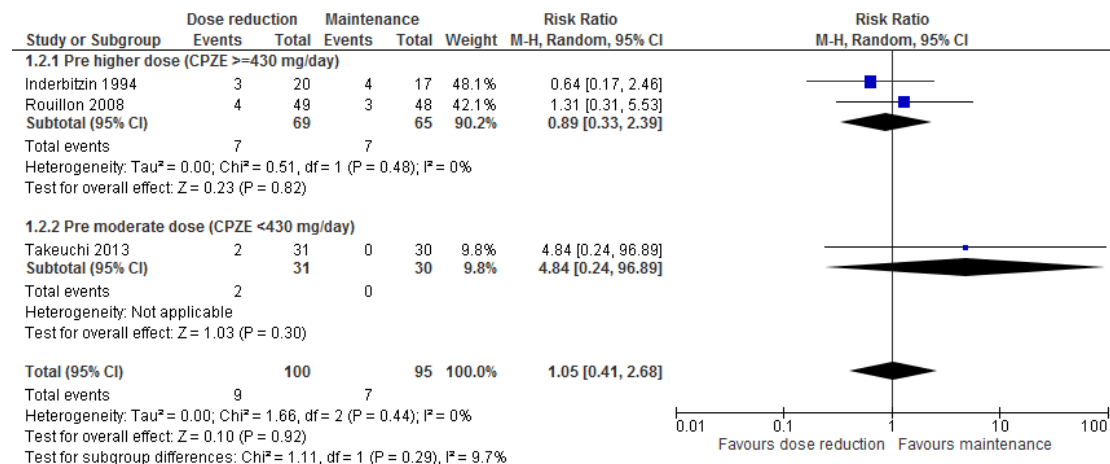 Dose reduction Maintenance Risk Ratio Risk Ratio
Study or Subgroup Events Total Events Total Weight M-H, Random, 95% CI M-H, Random, 95% CI
1.2.1 Pre higher dose (CPZE >=430 mg/day)
Inderbitzin 1994 3 20 4 17 48.1% 0.64 [0.17, 2.46]
Rouillon 2008 4 49 3 48 42.1% 1.31 [0.31, 5.53]
Subtotal (95% CI) 69 65 90.2% 0.89 [0.33, 2.39]
Total events 7 7
Heterogeneity: Tau² = 0.00; Chi² = 0.51, df = 1 (P = 0.48); I² = 0%
Test for overall effect: Z = 0.23 (P = 0.82)
1.2.2 Pre moderate dose (CPZE <430 mg/day)
Takeuchi 2013 2 31 0 30 9.8% 4.84 [0.24, 96.89]
Subtotal (95% CI) 31 30 9.8% 4.84 [0.24, 96.89]
Total events 2 0
Heterogeneity: Not applicable
Test for overall effect: Z = 1.03 (P = 0.30)
Total (95% CI) 100 95 100.0% 1.05 [0.41, 2.68]
Total events 9 7
Heterogeneity: Tau² = 0.00; Chi² = 1.66, df = 2 (P = 0.44); I² = 0%
Test for overall effect: Z = 0.10 (P = 0.92)
Test for subgroup differences: Chi² = 1.11, df = 1 (P = 0.29), I² = 9.7%
0.01 0.1 1 10 100
Favours dose reduction Favours maintenance